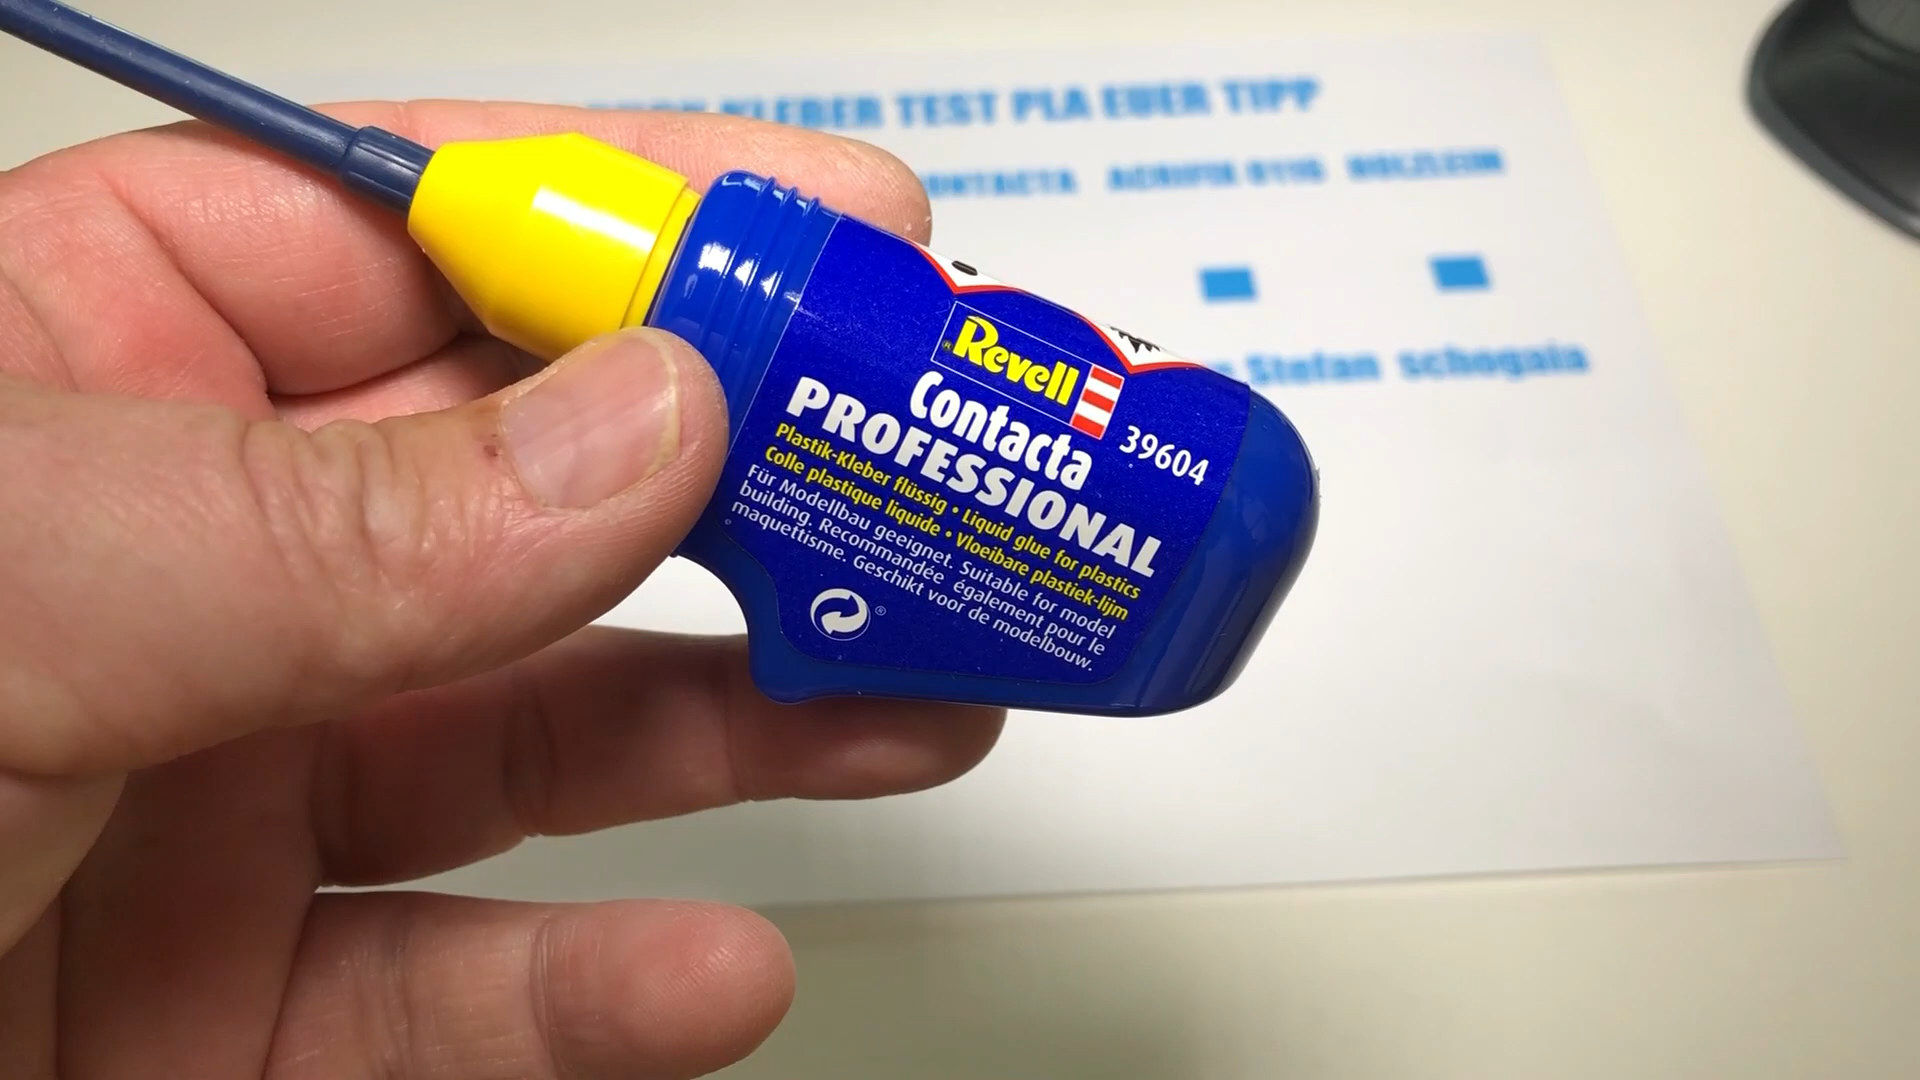 KLEBER TEST PLA EUER TIPP
CONTACTA ACRIFIX 0116 HOLZLEIM
Stefan schogaia
Revell
Contacta
39604
PROFESSIONAL
Plastik-Kleber flüssig • Liquid glue for plastics
Colle plastique liquide • Vloeibare plastiek-lijm
Für Modellbau geeignet. Suitable for model
building. Recommandée également pour le
maquettisme. Geschikt voor de modelbouw.